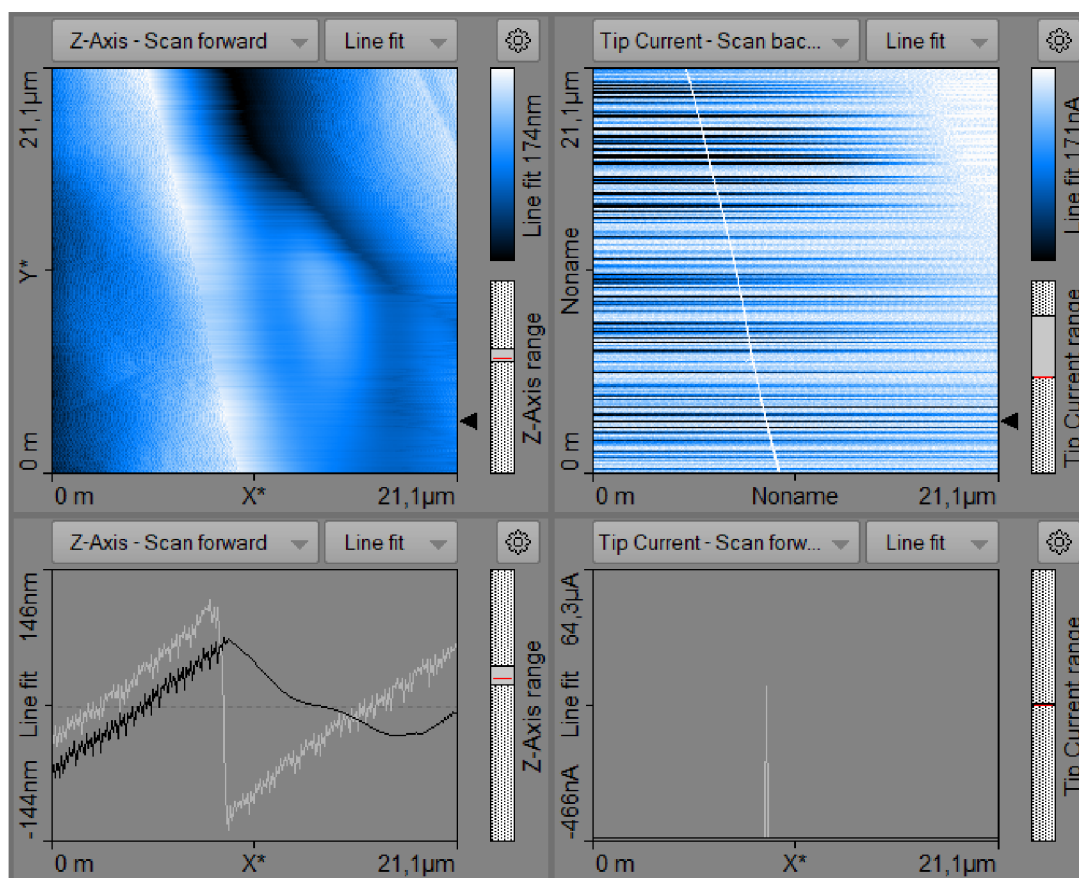 Z-Axis - Scan forward
Line fit
21,1µm
Y*
0 m
0 m
X*
21,1µm
Line fit 174nm
Z-Axis range
Tip Current - Scan bac...
Line fit
21,1µm
Noname
0 m
0 m
Noname
21,1µm
Line fit 171nA
Tip Current range
Z-Axis - Scan forward
Line fit
146nm
Line fit
-144nm
0 m
X*
21,1µm
Z-Axis range
Tip Current - Scan forw...
Line fit
64,3µA
Line fit
-466nA
0 m
X*
21,1µm
Tip Current range